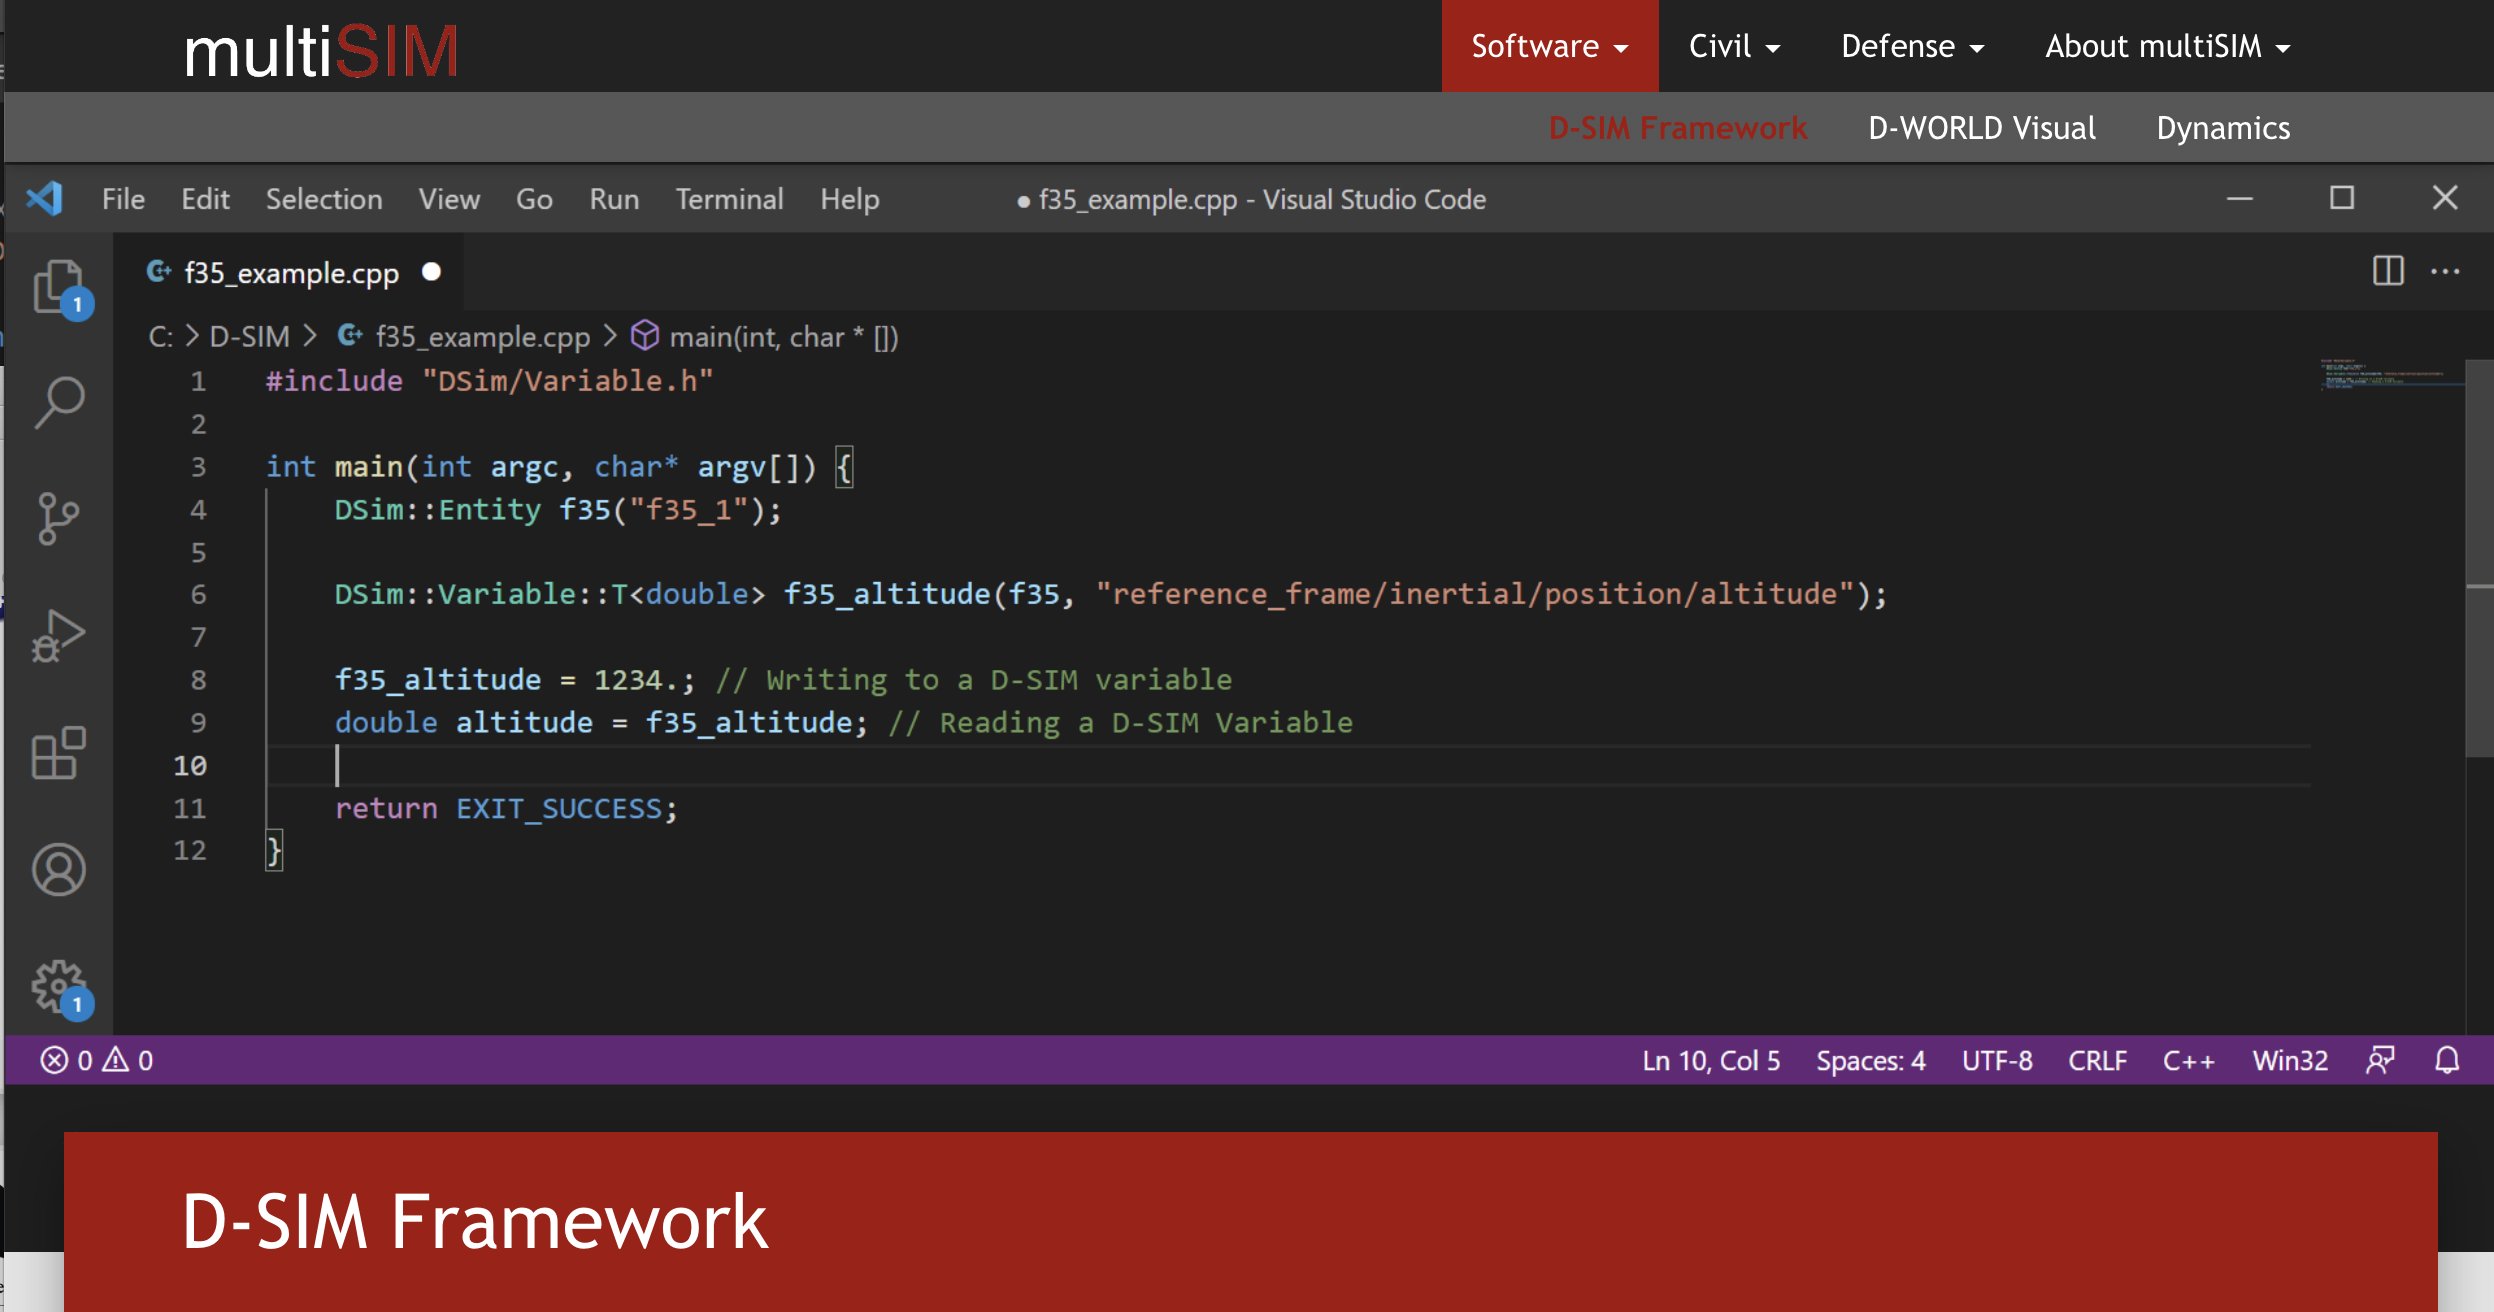 multiSIM
Software Civil Defense About multiSIM
D-SIM Framework D-WORLD Visual Dynamics
File Edit Selection View Go Run Terminal Help ● f35_example.cpp - Visual Studio Code
f35_example.cpp ●
C: > D-SIM > f35_example.cpp > main(int, char * [])
1 #include "DSim/Variable.h"
2
3 int main(int argc, char* argv[]) {
4     DSim::Entity f35("f35_1");
5
6     DSim::Variable::T<double> f35_altitude(f35, "reference_frame/inertial/position/altitude");
7
8     f35_altitude = 1234.; // Writing to a D-SIM variable
9     double altitude = f35_altitude; // Reading a D-SIM Variable
10
11     return EXIT_SUCCESS;
12 }
1
1
0 0 Ln 10, Col 5 Spaces: 4 UTF-8 CRLF C++ Win32
D-SIM Framework